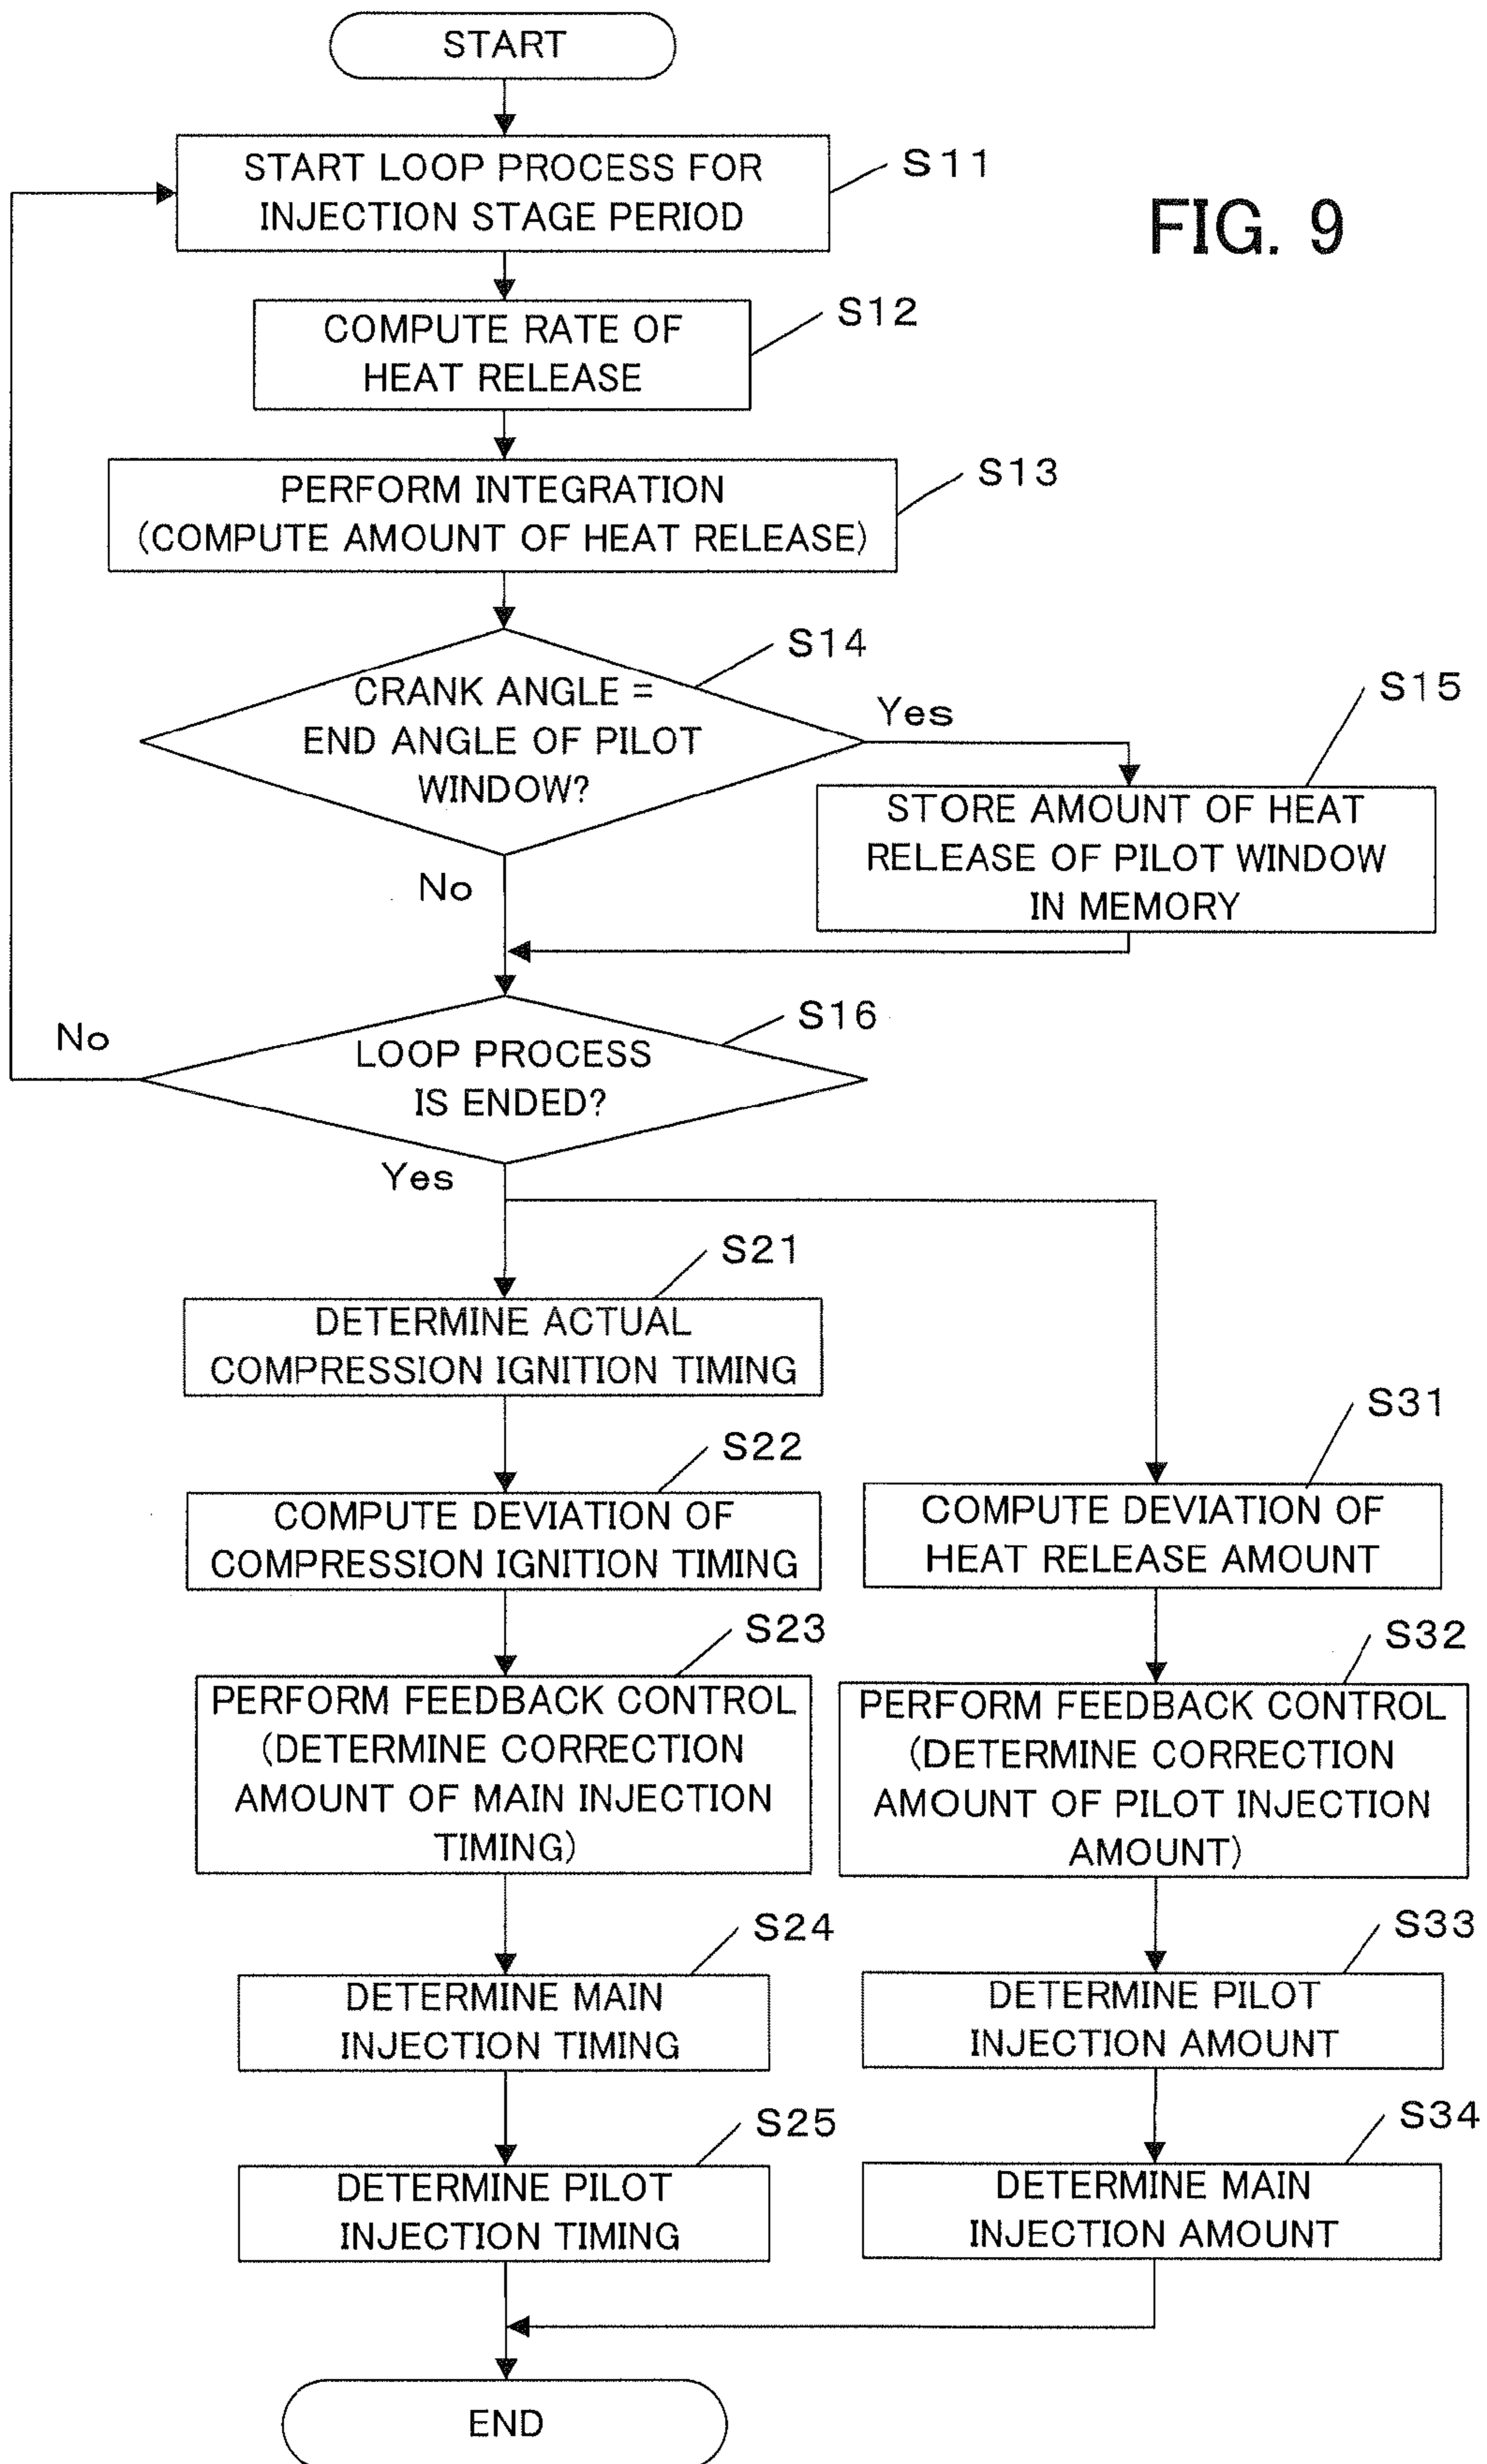 START
START LOOP PROCESS FOR
INJECTION STAGE PERIOD
S11
FIG. 9
COMPUTE RATE OF
HEAT RELEASE
S12
PERFORM INTEGRATION
(COMPUTE AMOUNT OF HEAT RELEASE)
S13
CRANK ANGLE =
END ANGLE OF PILOT
WINDOW?
S14
Yes
No
STORE AMOUNT OF HEAT
RELEASE OF PILOT WINDOW
IN MEMORY
S15
LOOP PROCESS
IS ENDED?
S16
No
Yes
DETERMINE ACTUAL
COMPRESSION IGNITION TIMING
S21
COMPUTE DEVIATION OF
COMPRESSION IGNITION TIMING
S22
PERFORM FEEDBACK CONTROL
(DETERMINE CORRECTION
AMOUNT OF MAIN INJECTION
TIMING)
S23
DETERMINE MAIN
INJECTION TIMING
S24
DETERMINE PILOT
INJECTION TIMING
S25
COMPUTE DEVIATION OF
HEAT RELEASE AMOUNT
S31
PERFORM FEEDBACK CONTROL
(DETERMINE CORRECTION
AMOUNT OF PILOT INJECTION
AMOUNT)
S32
DETERMINE PILOT
INJECTION AMOUNT
S33
DETERMINE MAIN
INJECTION AMOUNT
S34
END